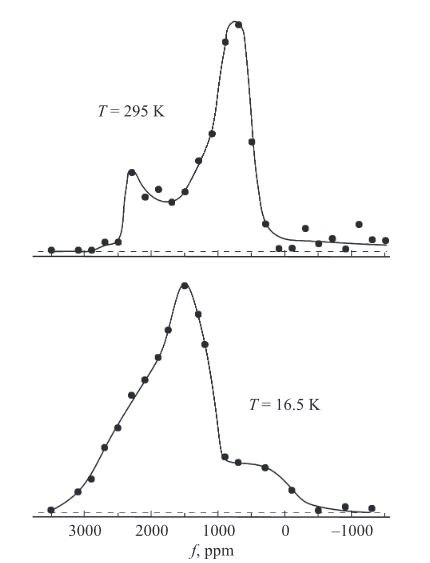 T = 295 K
T = 16.5 K
3000 2000 1000 0 −1000
f, ppm